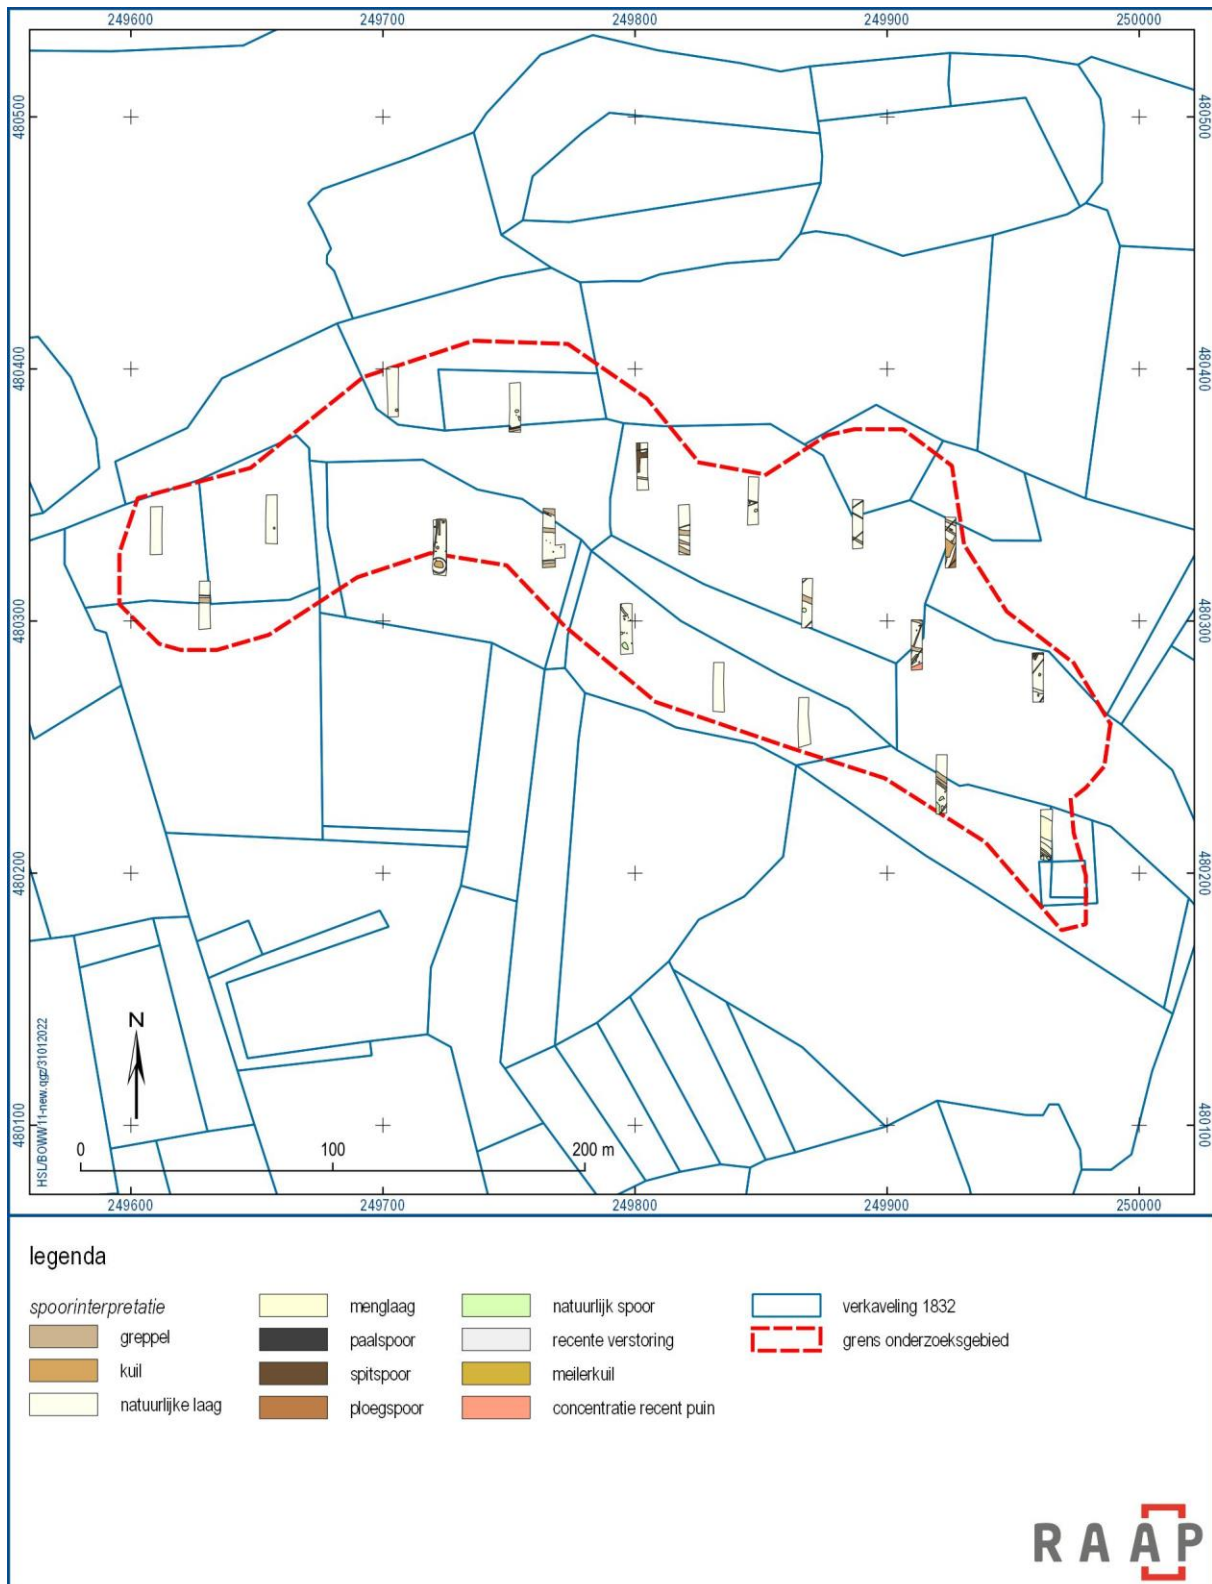 249600 249700 249800 249900 250000
480500 480500
480400 480400
480300 480300
480200 480200
480100 480100
HSL/BOWW11-new.qgz/31012022
N
0 100 200 m
249600 249700 249800 249900 250000
legenda
spoorinterpretatie
greppel
kuil
natuurlijke laag
menglaag
paalspoor
spitspoor
ploegspoor
natuurlijk spoor
recente verstoring
meilerkuil
concentratie recent puin
verkaveling 1832
grens onderzoeksgebied
RAAP